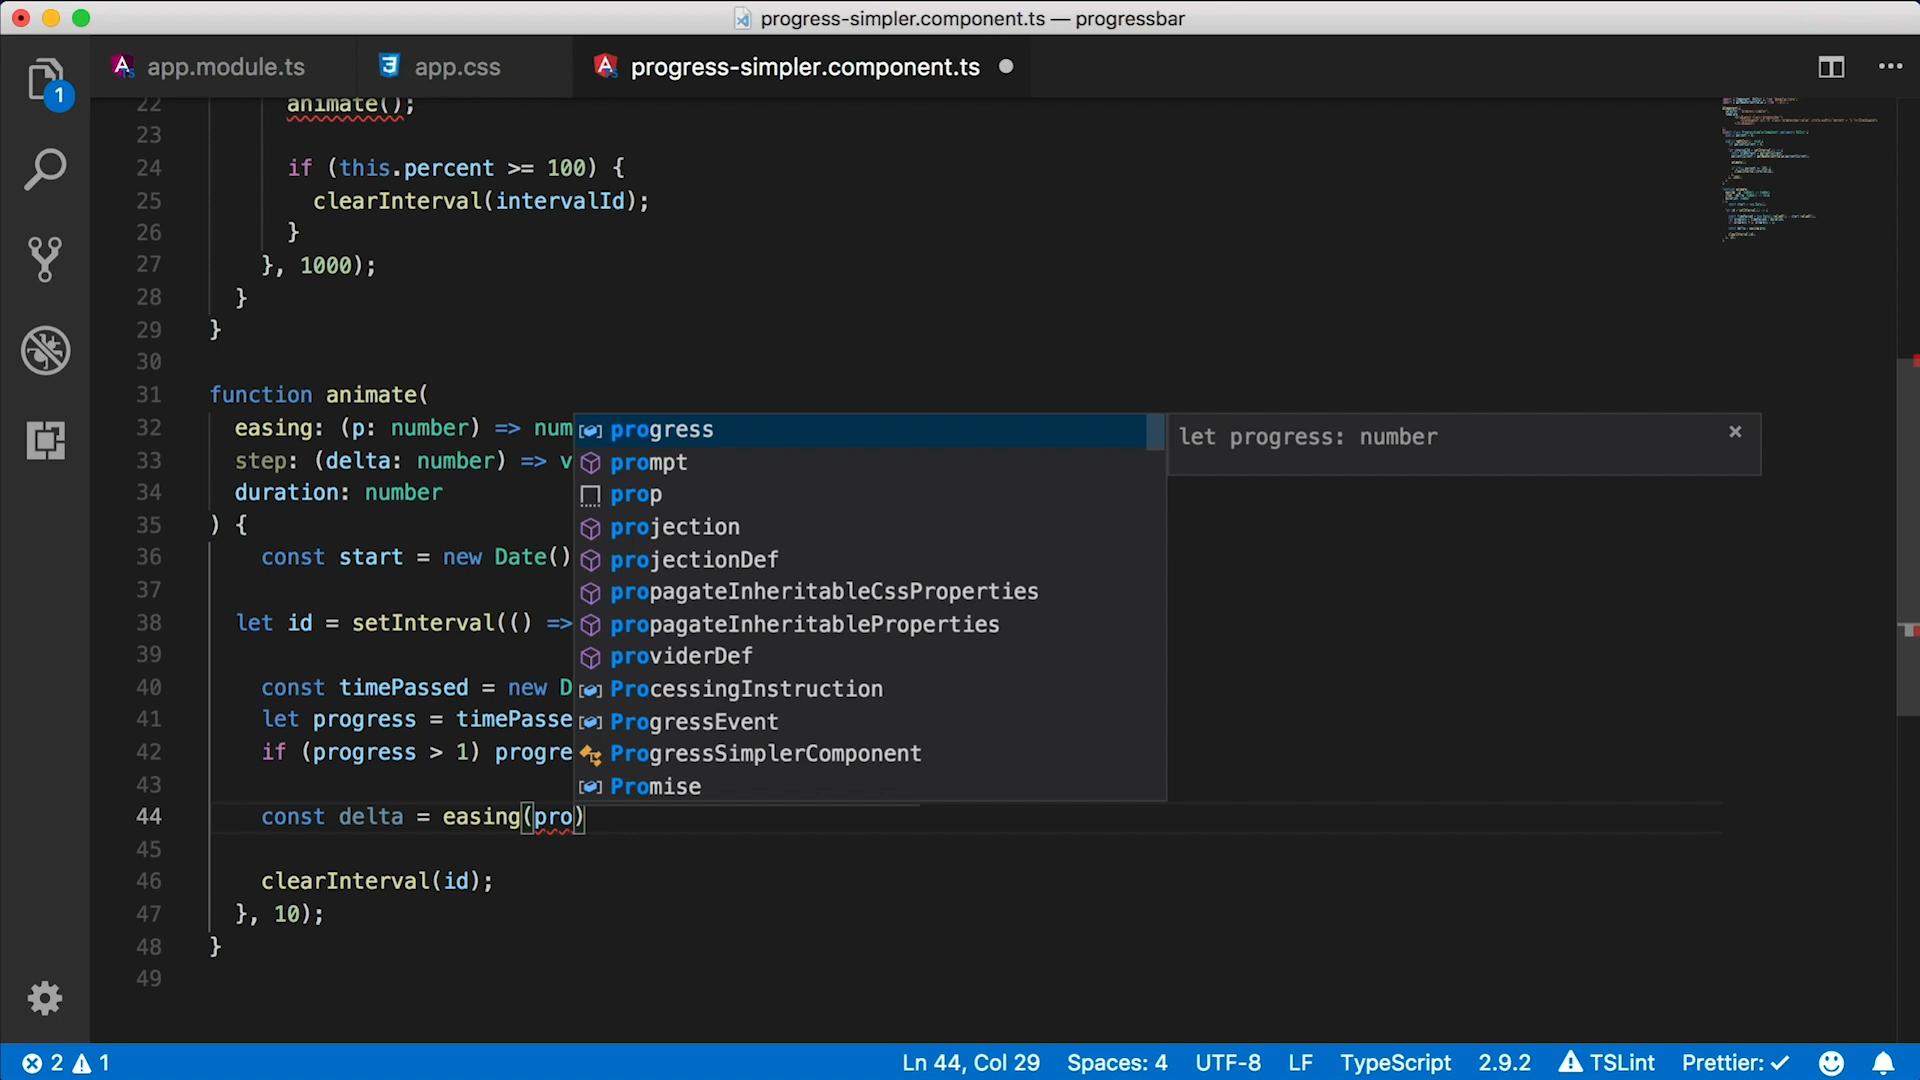 progress-simpler.component.ts — progressbar
app.module.ts
app.css
progress-simpler.component.ts
1
22 animate();
23
24 if (this.percent >= 100) {
25 clearInterval(intervalId);
26 }
27 }, 1000);
28 }
29 }
30
31 function animate(
32 easing: (p: number) => num
33 step: (delta: number) => v
34 duration: number
35 ) {
36 const start = new Date()
37
38 let id = setInterval(() =>
39
40 const timePassed = new D
41 let progress = timePasse
42 if (progress > 1) progre
43
44 const delta = easing(pro)
45
46 clearInterval(id);
47 }, 10);
48 }
49
progress
prompt
prop
projection
projectionDef
propagateInheritableCssProperties
propagateInheritableProperties
providerDef
ProcessingInstruction
ProgressEvent
ProgressSimplerComponent
Promise
let progress: number
2 1 Ln 44, Col 29 Spaces: 4 UTF-8 LF TypeScript 2.9.2 TSLint Prettier: ✓